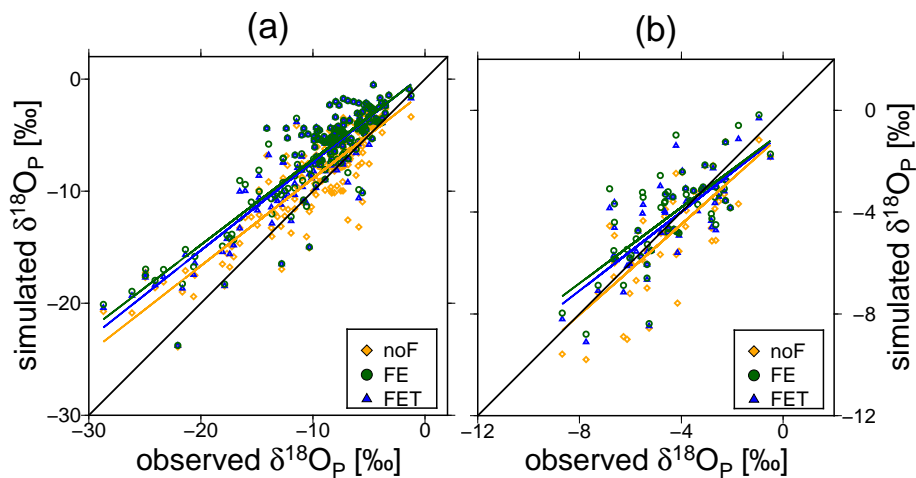 (a)
(b)
simulated δ¹⁸Oₚ [‰]
0
−10
−20
−30
−30
−20
−10
0
observed δ¹⁸Oₚ [‰]
noF
FE
FET
0
−4
−8
−12
−12
−8
−4
0
observed δ¹⁸Oₚ [‰]
simulated δ¹⁸Oₚ [‰]
noF
FE
FET